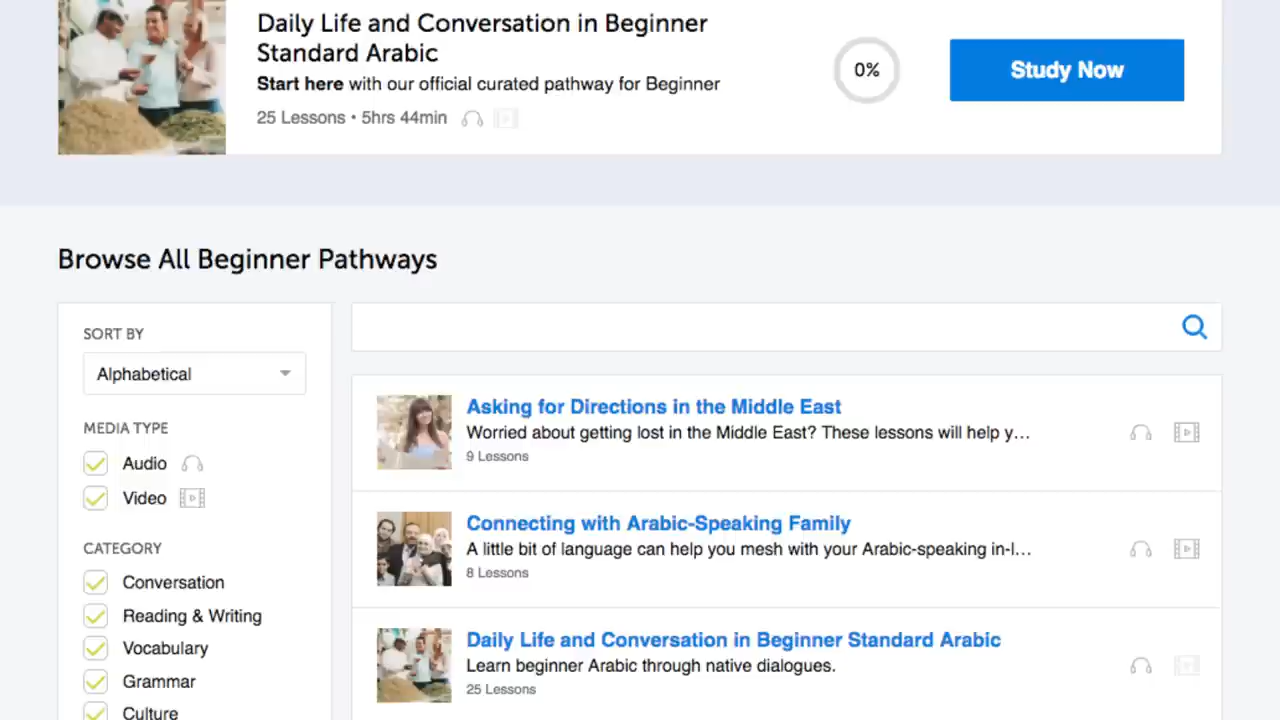 Daily Life and Conversation in Beginner
Standard Arabic
Start here with our official curated pathway for Beginner
25 Lessons • 5hrs 44min
0%
Study Now
Browse All Beginner Pathways
SORT BY
Alphabetical
MEDIA TYPE
Audio
Video
CATEGORY
Conversation
Reading & Writing
Vocabulary
Grammar
Culture
Asking for Directions in the Middle East
Worried about getting lost in the Middle East? These lessons will help y...
9 Lessons
Connecting with Arabic-Speaking Family
A little bit of language can help you mesh with your Arabic-speaking in-l...
8 Lessons
Daily Life and Conversation in Beginner Standard Arabic
Learn beginner Arabic through native dialogues.
25 Lessons